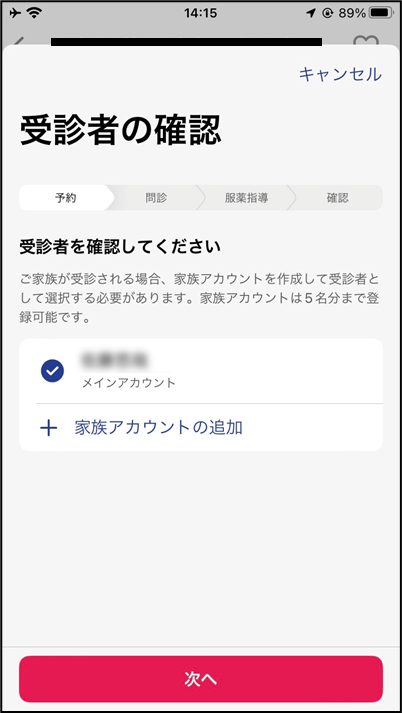 14:15
89%
キャンセル
受診者の確認
予約
問診
服薬指導
確認
受診者を確認してください
ご家族が受診される場合、家族アカウントを作成して受診者と
して選択する必要があります。家族アカウントは5名分まで登
録可能です。
メインアカウント
家族アカウントの追加
次へ